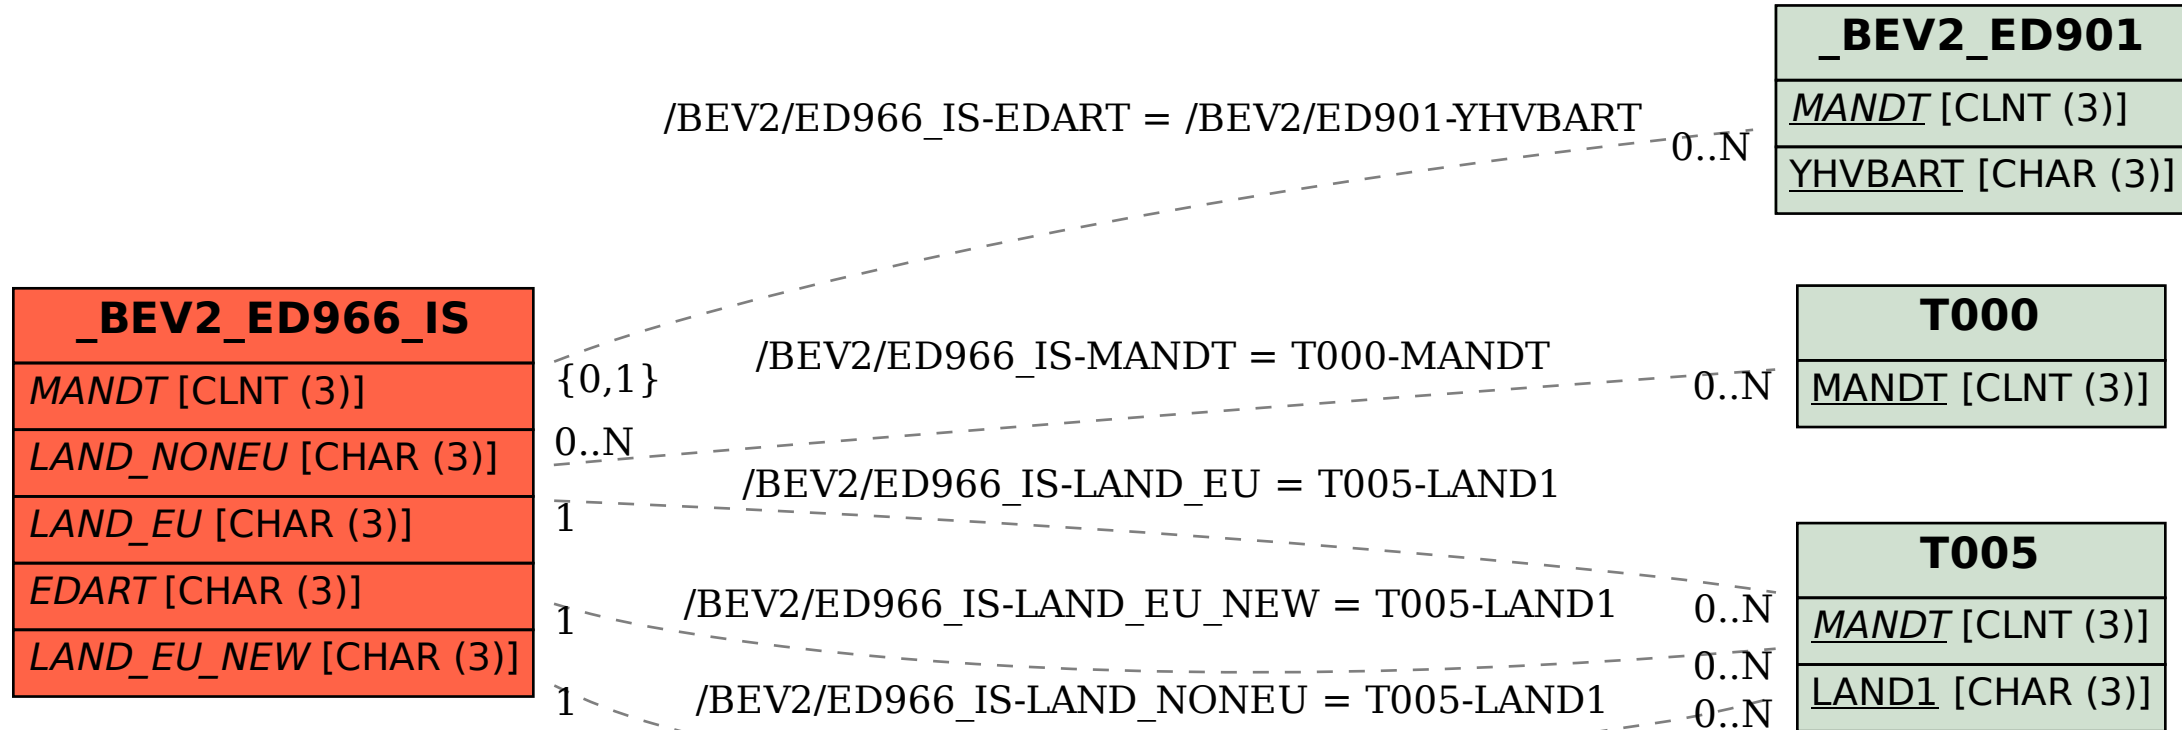 _BEV2_ED901
MANDT [CLNT (3)]
YHVBART [CHAR (3)]
/BEV2/ED966_IS-EDART = /BEV2/ED901-YHVBART
0..N
_BEV2_ED966_IS
MANDT [CLNT (3)]
LAND_NONEU [CHAR (3)]
LAND_EU [CHAR (3)]
EDART [CHAR (3)]
LAND_EU_NEW [CHAR (3)]
{0,1}
/BEV2/ED966_IS-MANDT = T000-MANDT
0..N
0..N
T000
MANDT [CLNT (3)]
/BEV2/ED966_IS-LAND_EU = T005-LAND1
1
0..N
/BEV2/ED966_IS-LAND_EU_NEW = T005-LAND1
1
0..N
/BEV2/ED966_IS-LAND_NONEU = T005-LAND1
1
0..N
T005
MANDT [CLNT (3)]
LAND1 [CHAR (3)]